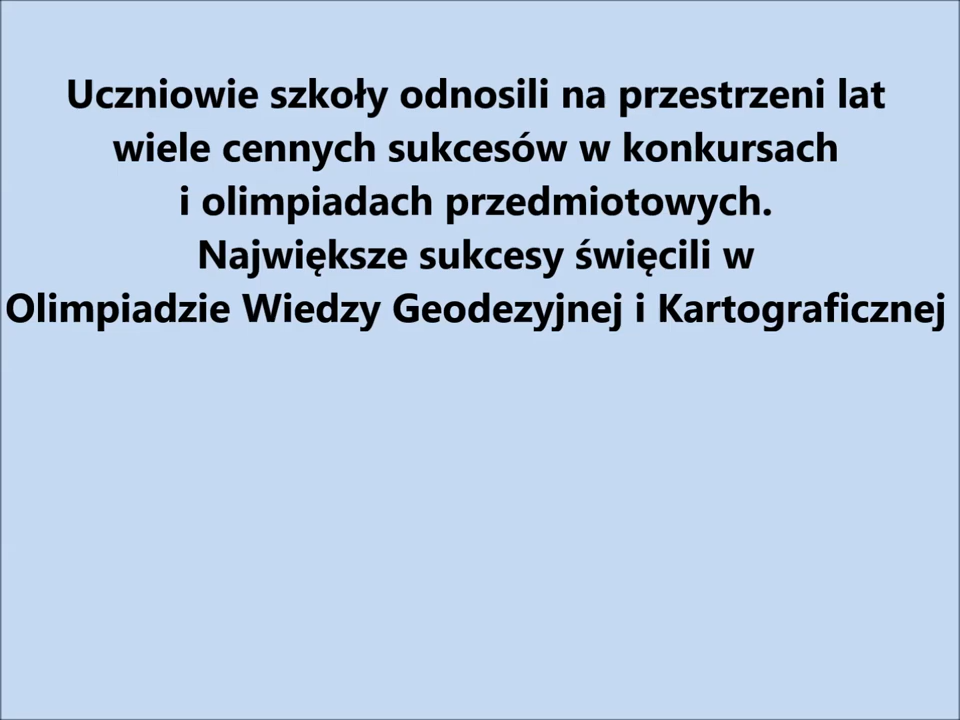 Uczniowie szkoły odnosili na przestrzeni lat
wiele cennych sukcesów w konkursach
i olimpiadach przedmiotowych.
Największe sukcesy święcili w
Olimpiadzie Wiedzy Geodezyjnej i Kartograficznej